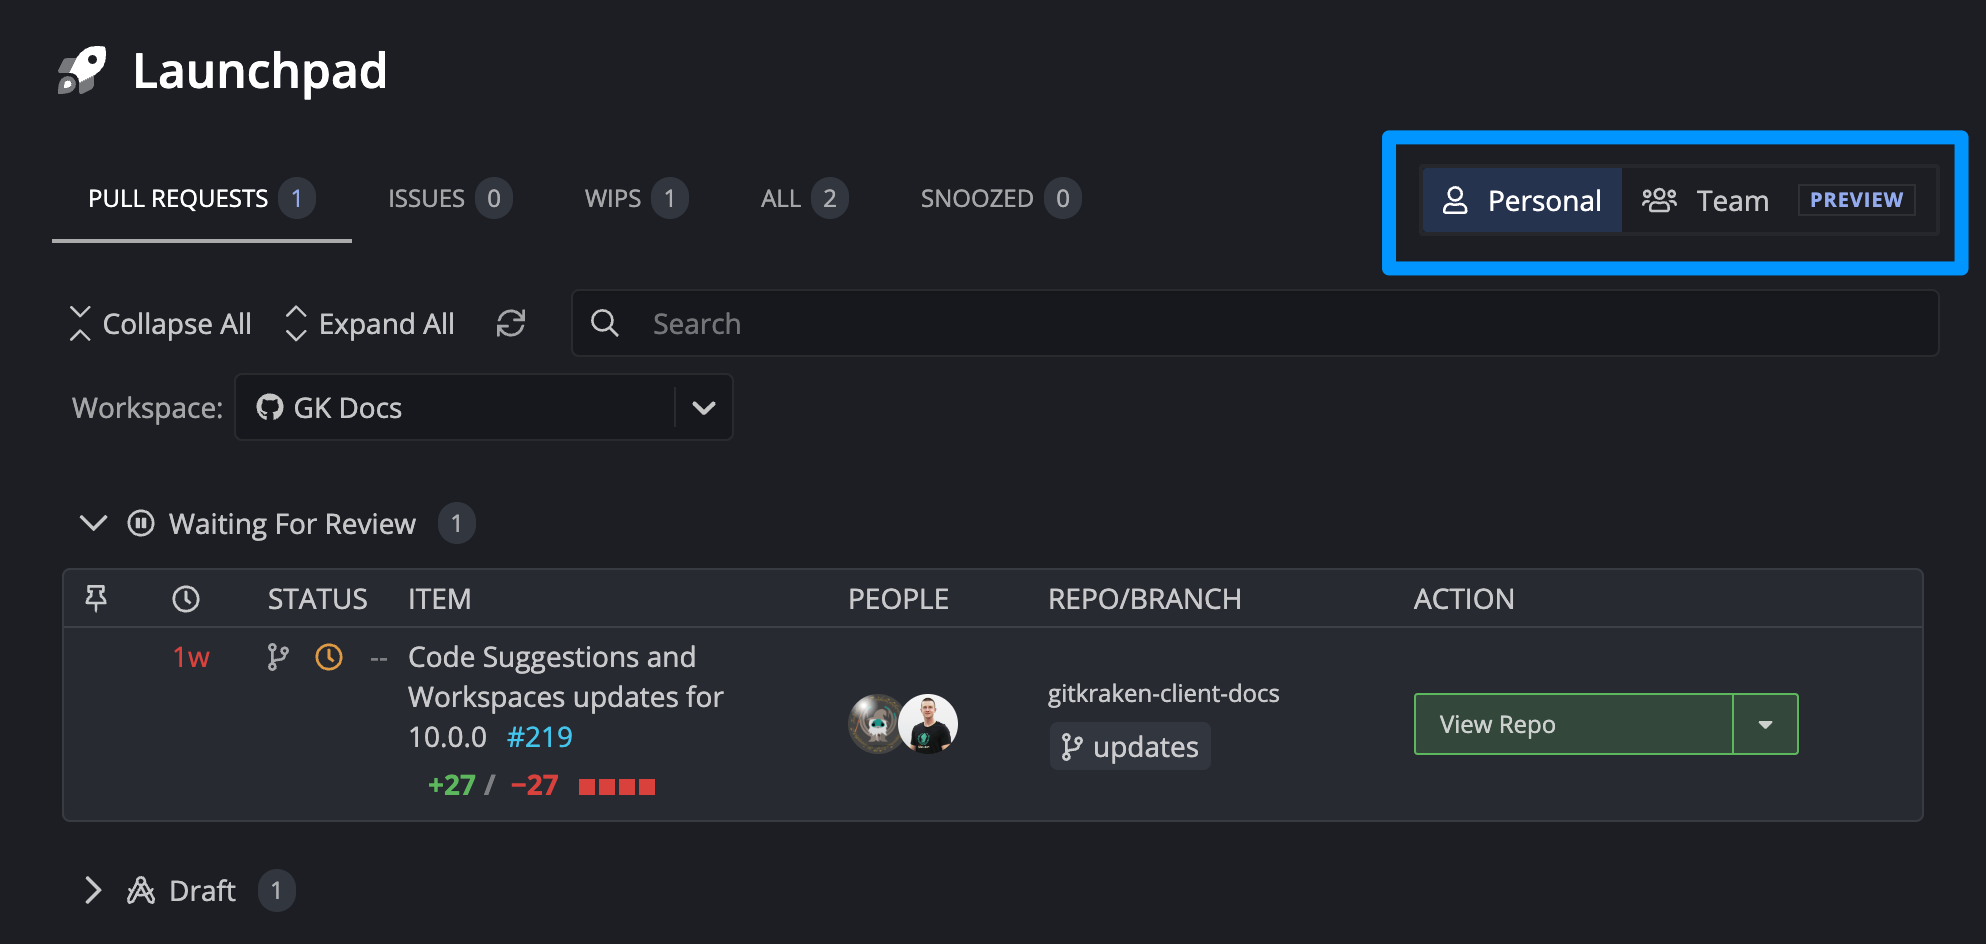 Launchpad
PULL REQUESTS 1 ISSUES 0 WIPS 1 ALL 2 SNOOZED 0 Personal Team PREVIEW
Collapse All Expand All Search
Workspace: GK Docs
Waiting For Review 1
STATUS ITEM PEOPLE REPO/BRANCH ACTION
1w -- Code Suggestions and
Workspaces updates for
10.0.0 #219
+27 / −27
gitkraken-client-docs
updates
View Repo
Draft 1